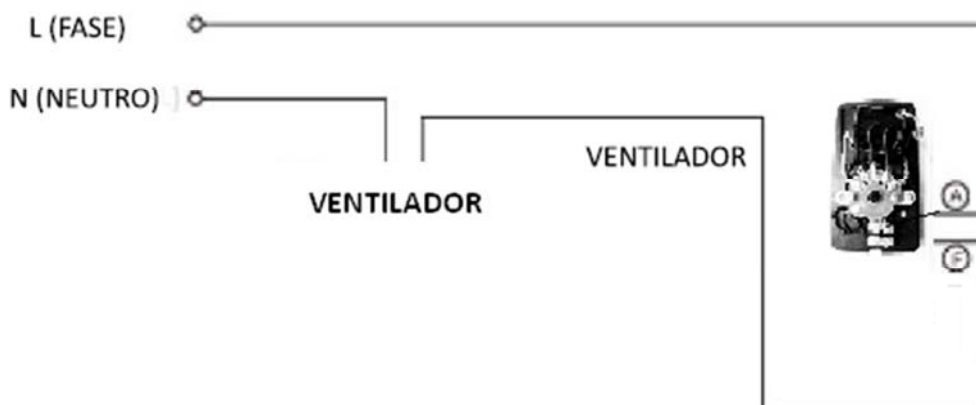 L (FASE)
N (NEUTRO)
VENTILADOR
VENTILADOR
A
F